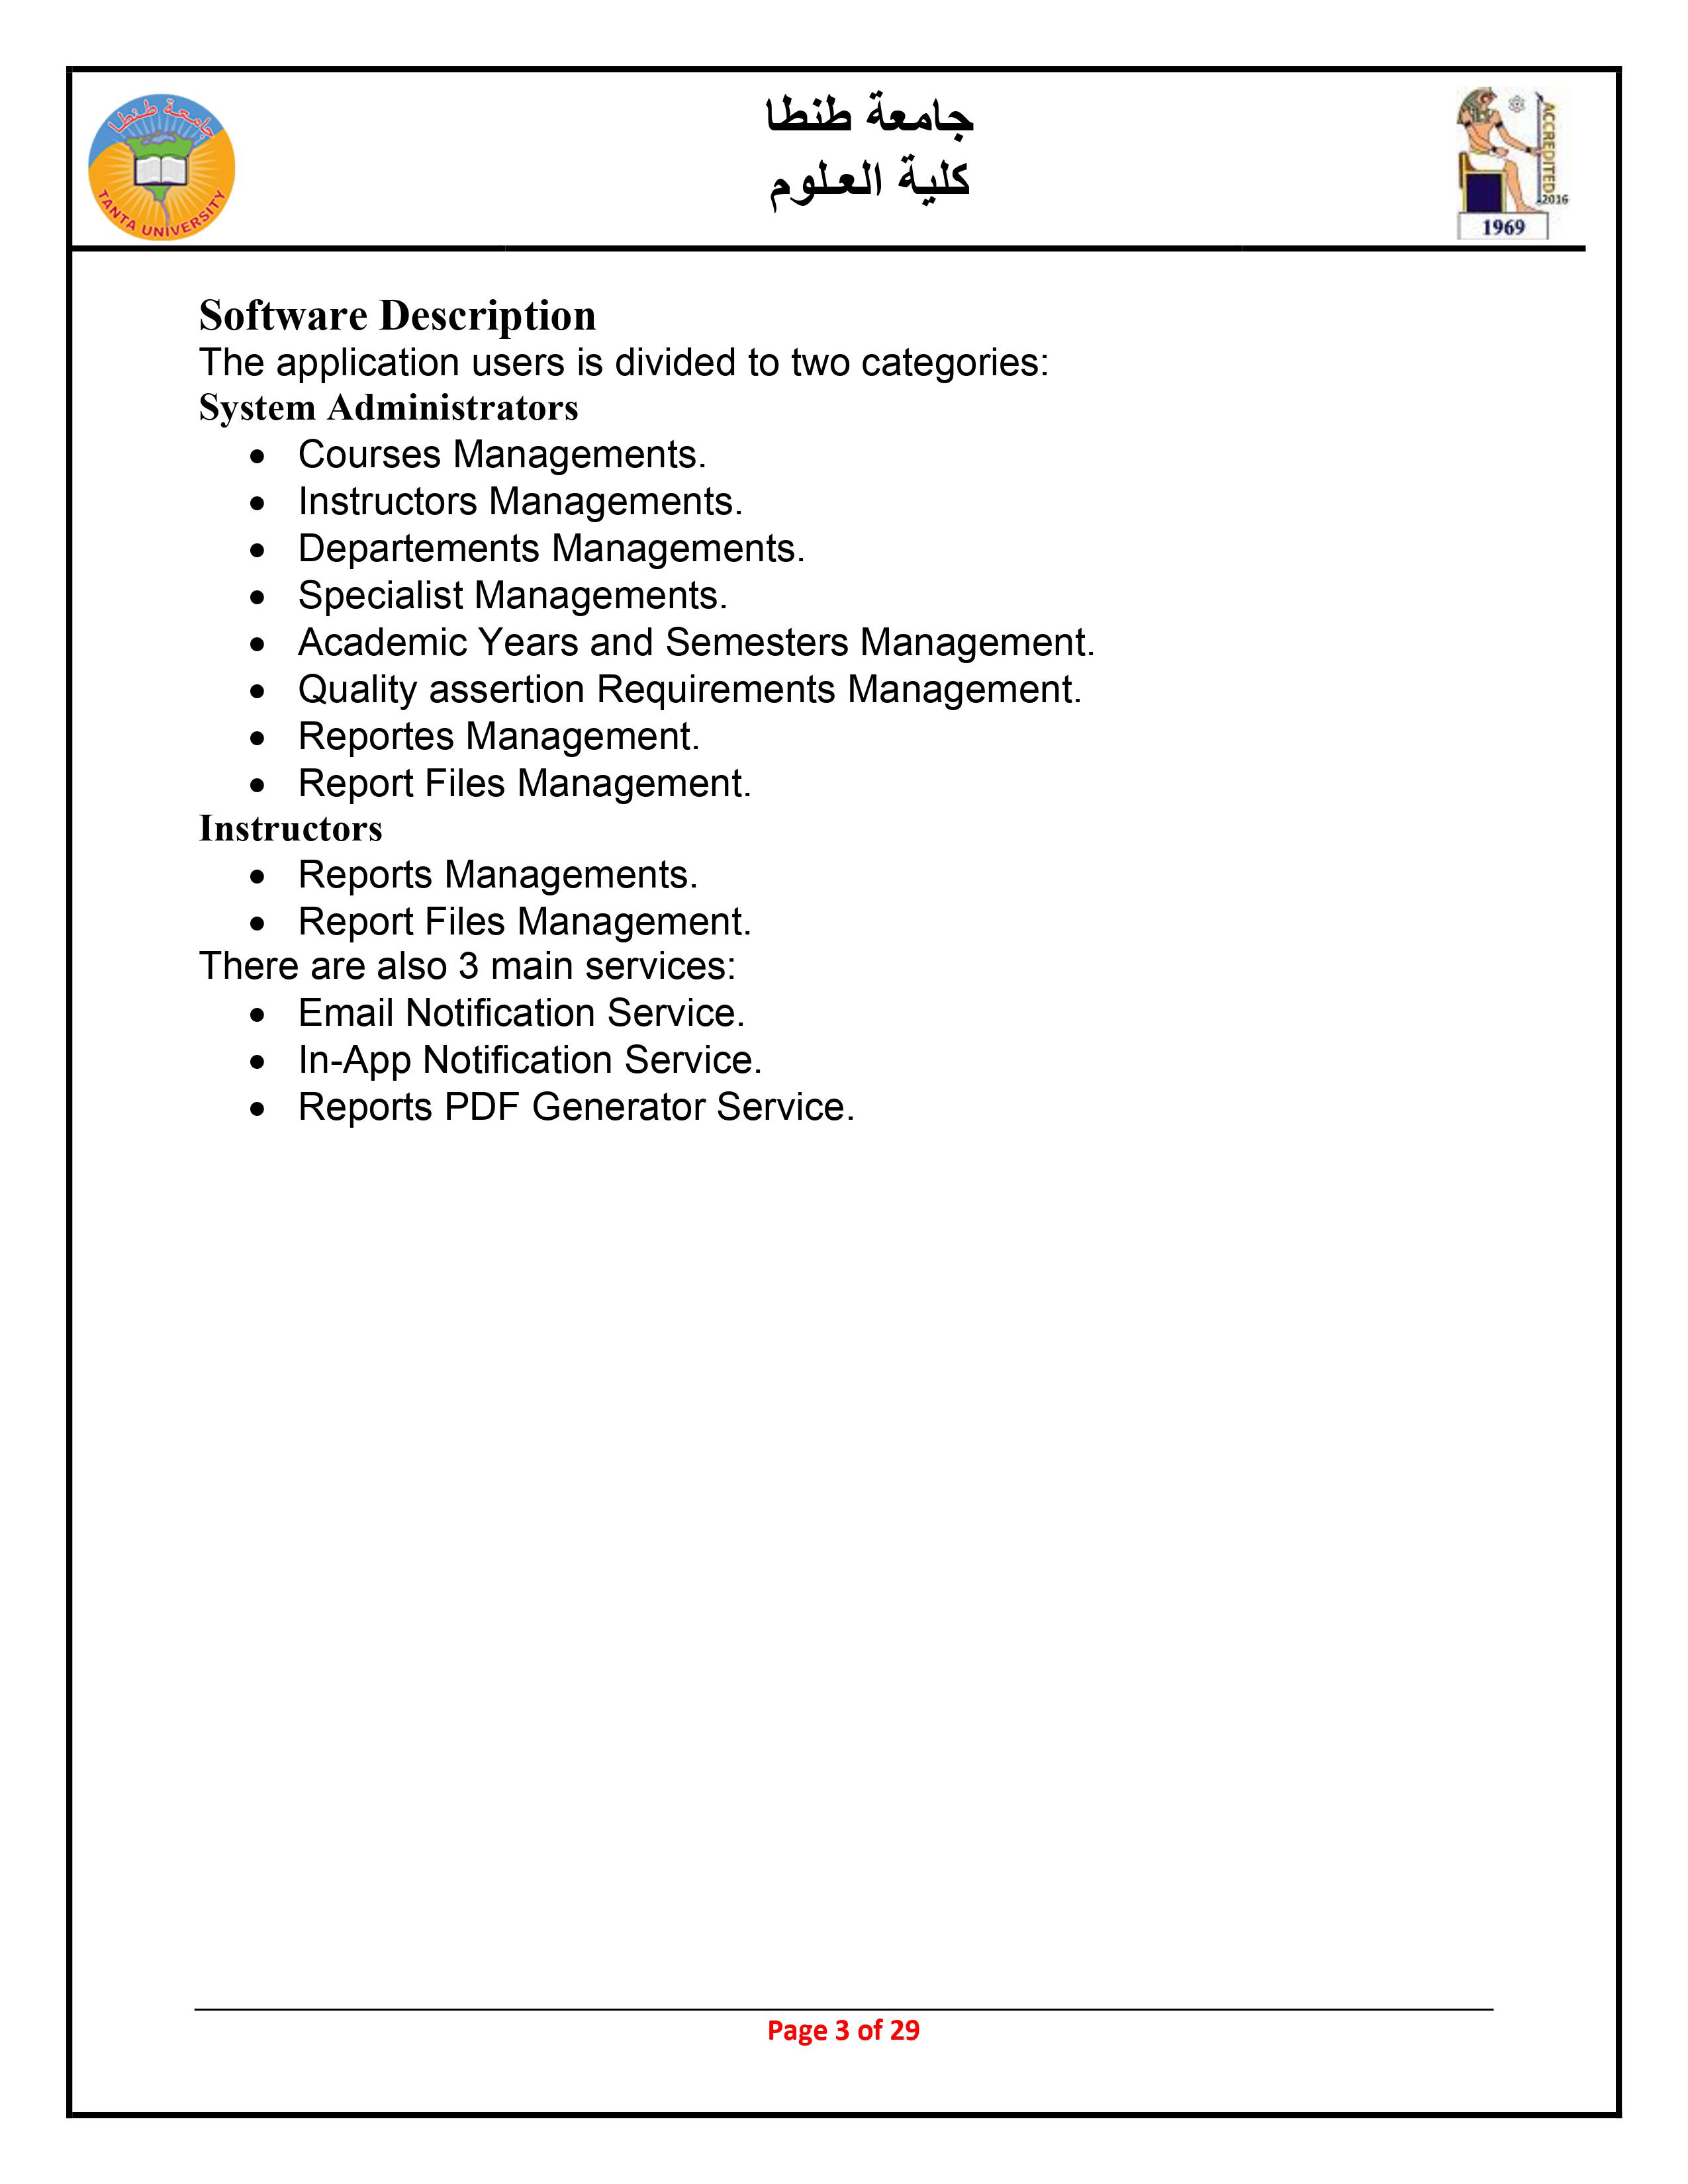 جامعة طنطا
TANTA UNIVERSITY
جامعة طنطا
كلية العلوم
ACCREDITED
2016
1969
Software Description
The application users is divided to two categories:
System Administrators
• Courses Managements.
• Instructors Managements.
• Departements Managements.
• Specialist Managements.
• Academic Years and Semesters Management.
• Quality assertion Requirements Management.
• Reportes Management.
• Report Files Management.
Instructors
• Reports Managements.
• Report Files Management.
There are also 3 main services:
• Email Notification Service.
• In-App Notification Service.
• Reports PDF Generator Service.
Page 3 of 29